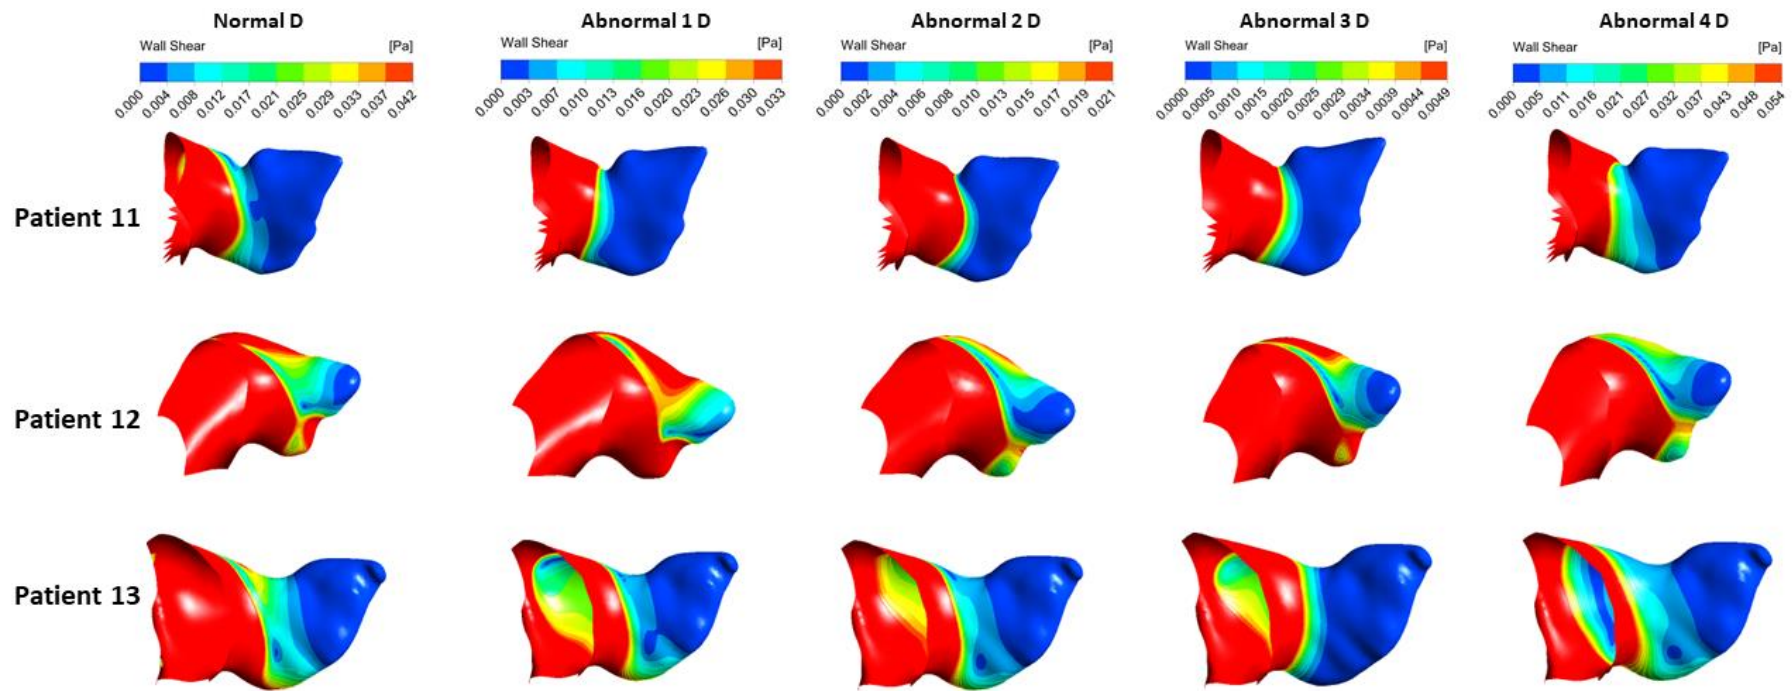 Normal D
Abnormal 1 D
Abnormal 2 D
Abnormal 3 D
Abnormal 4 D
Wall Shear [Pa]
Wall Shear [Pa]
Wall Shear [Pa]
Wall Shear [Pa]
Wall Shear [Pa]
0.000 0.004 0.008 0.012 0.017 0.021 0.025 0.029 0.033 0.037 0.042
0.000 0.003 0.007 0.010 0.013 0.016 0.020 0.023 0.026 0.030 0.033
0.000 0.002 0.004 0.006 0.008 0.010 0.013 0.015 0.017 0.019 0.021
0.0000 0.0005 0.0010 0.0015 0.0020 0.0025 0.0029 0.0034 0.0039 0.0044 0.0049
0.000 0.005 0.011 0.016 0.021 0.027 0.032 0.037 0.043 0.048 0.054
Patient 11
Patient 12
Patient 13